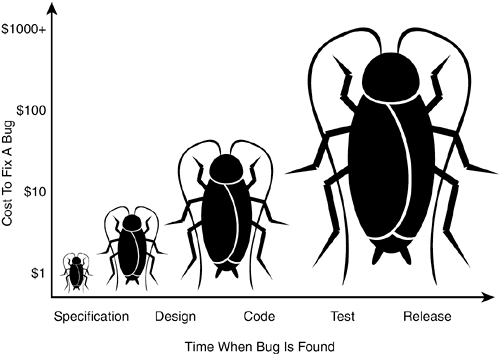 $1000+
$100
$10
$1
Cost To Fix A Bug
Specification Design Code Test Release
Time When Bug Is Found